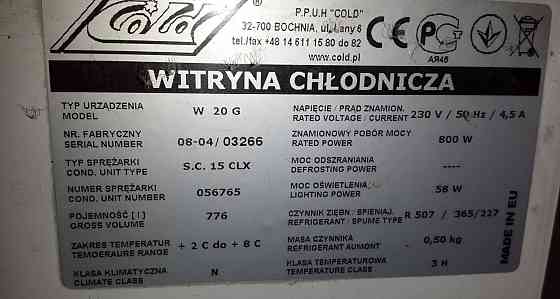 Cold ®
P.P.U.H "COLD"
32-700 BOCHNIA, ul. Łany 6
tel./fax +48 14 611 15 80 do 82
www.cold.pl
CE
АЯ46
WITRYNA CHŁODNICZA
TYP URZĄDZENIA
MODEL
W 20 G
NR. FABRYCZNY
SERIAL NUMBER
08-04/ 03266
TYP SPRĘŻARKI
COND. UNIT TYPE
S.C. 15 CLX
NUMER SPRĘŻARKI
COND. UNIT NUMBER
056765
POJEMNOŚĆ [ l ]
GROSS VOLUME
776
ZAKRES TEMPERATUR
TEMOERAURE RANGE
+ 2 C do + 8 C
KLASA KLIMATYCZNA
CLIMATE CLASS
N
NAPIĘCIE / PRĄD ZNAMION.
RATED VOLTAGE / CURRENT
230 V / 50 Hz / 4,5 A
ZNAMIONOWY POBÓR MOCY
RATED POWER
800 W
MOC ODSZRANIANIA
DEFROSTING POWER
----
MOC OŚWIETLENIA
LIGHTING POWER
58 W
CZYNNIK ZIĘBN. / SPIENIAJ.
REFRIGERANT / SPUME TYPE
R 507 / 365/227
MASA CZYNNIKA
REFRIGERANT AUMONT
0,50 kg
KLASA TEMPERATUROWA
TEMPERATURE CLASS
3 H
MADE IN EU